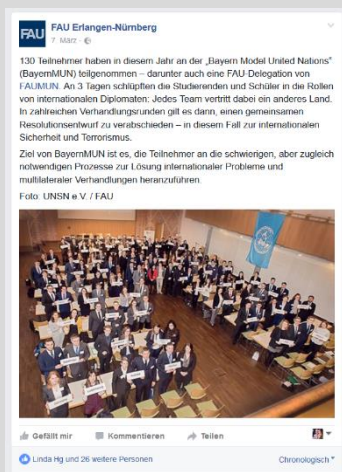 FAU
FAU Erlangen-Nürnberg
7. März ·
130 Teilnehmer haben in diesem Jahr an der „Bayern Model United Nations"
(BayernMUN) teilgenommen – darunter auch eine FAU-Delegation von
FAUMUN. An 3 Tagen schlüpften die Studierenden und Schüler in die Rollen
von internationalen Diplomaten: Jedes Team vertritt dabei ein anderes Land.
In zahlreichen Verhandlungsrunden gilt es dann, einen gemeinsamen
Resolutionsentwurf zu verabschieden – in diesem Fall zur internationalen
Sicherheit und Terrorismus.
Ziel von BayernMUN ist es, die Teilnehmer an die schwierigen, aber zugleich
notwendigen Prozesse zur Lösung internationaler Probleme und
multilateraler Verhandlungen heranzuführen.
Foto: UNSN e.V. / FAU
Gefällt mir Kommentieren Teilen
Linda Hg und 26 weitere Personen Chronologisch